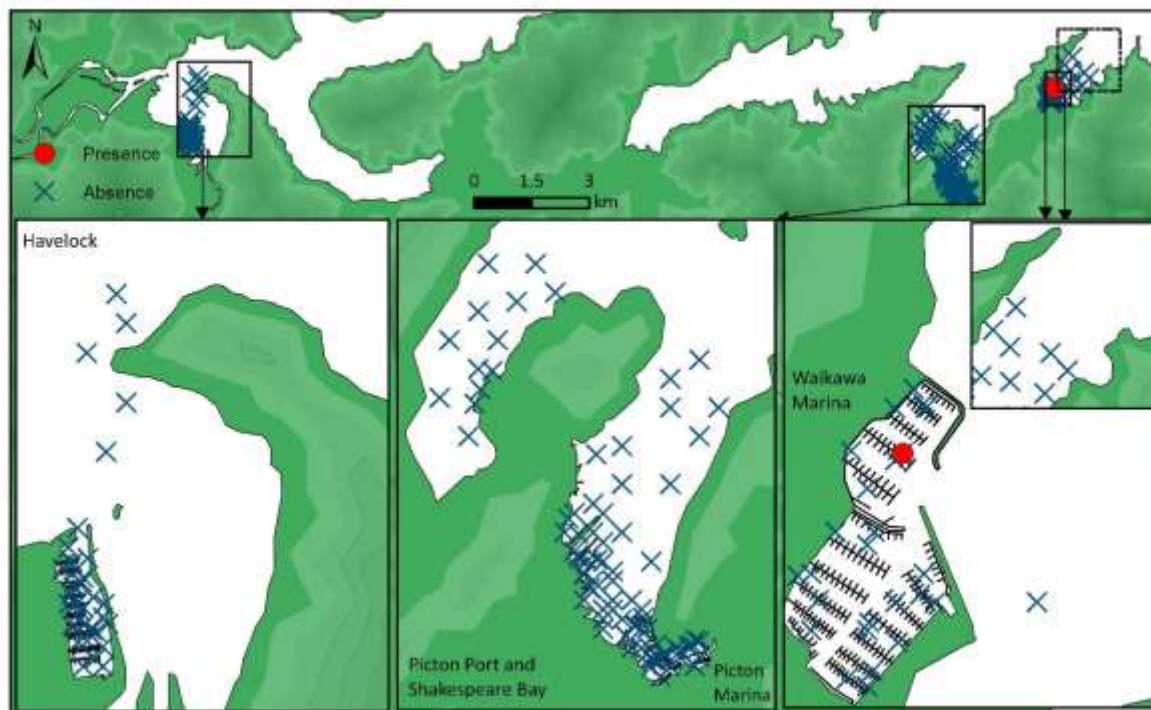 N
Presence
Absence
0 1.5 3
km
Havelock
Picton Port and
Shakespeare Bay
Picton
Marina
Waikawa
Marina